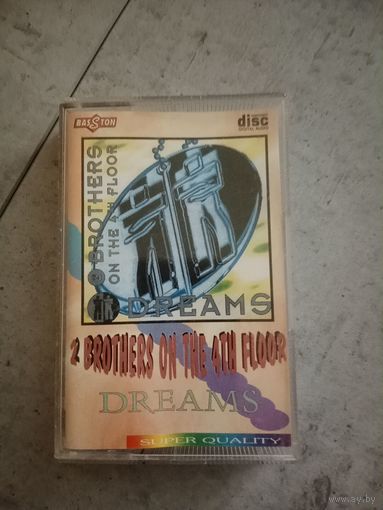 BASSTON
disc
DIGITAL AUDIO
2 BROTHERS
ON THE 4TH FLOOR
DREAMS
2 BROTHERS ON THE 4TH FLOOR
DREAMS
SUPER QUALITY
www.ay.by